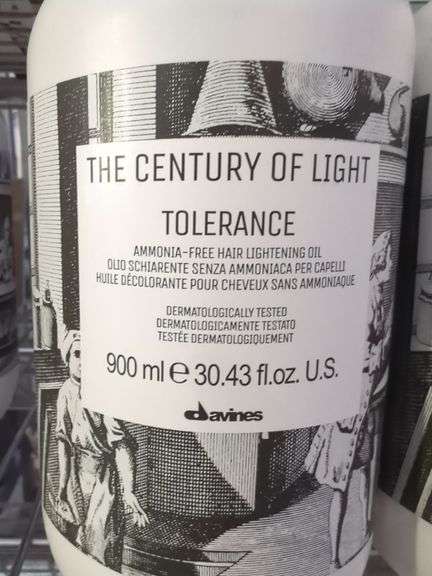 THE CENTURY OF LIGHT
TOLERANCE
AMMONIA-FREE HAIR LIGHTENING OIL
OLIO SCHIARENTE SENZA AMMONIACA PER CAPELLI
HUILE DÉCOLORANTE POUR CHEVEUX SANS AMMONIAQUE
DERMATOLOGICALLY TESTED
DERMATOLOGICAMENTE TESTATO
TESTÉE DERMATOLOGIQUEMENT
900 ml e 30.43 fl.oz. U.S.
davines